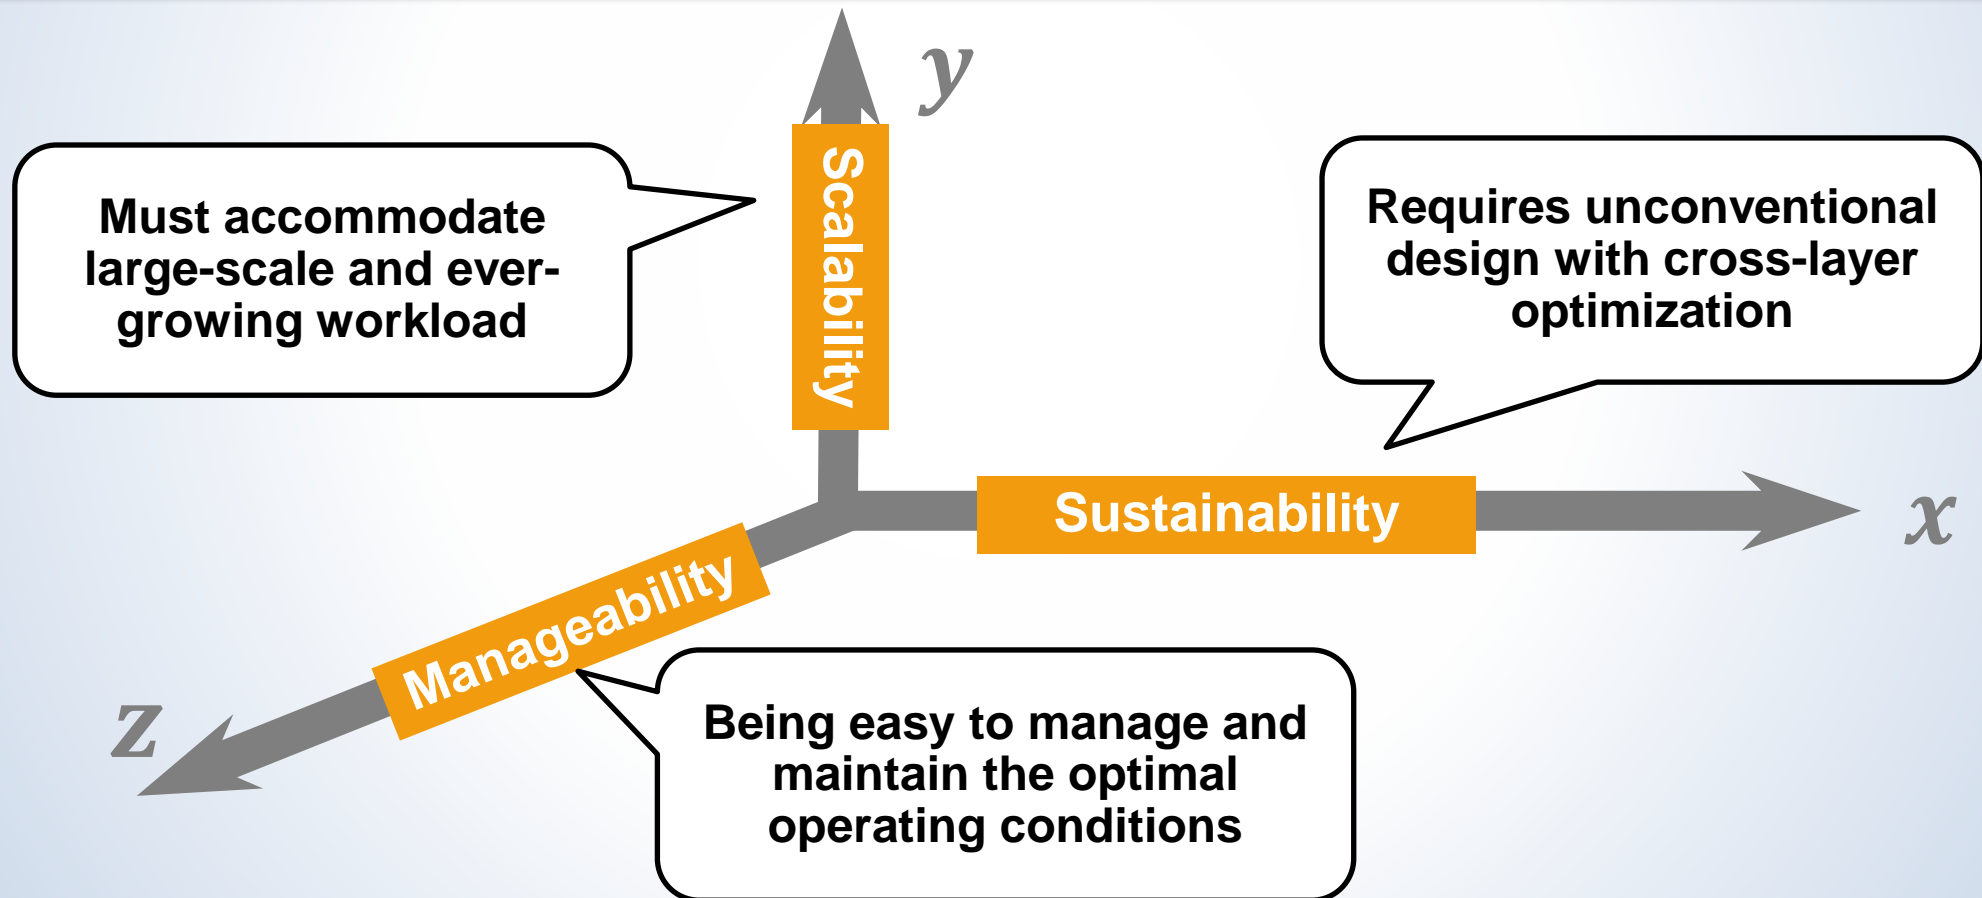 y
Scalability
Must accommodate
large-scale and ever-
growing workload
Requires unconventional
design with cross-layer
optimization
Sustainability
x
Manageability
z
Being easy to manage and
maintain the optimal
operating conditions